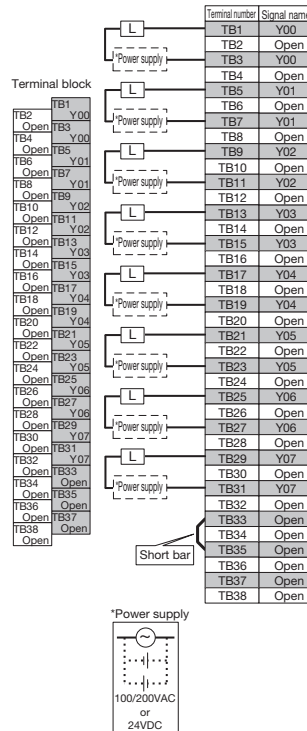 Terminal block
TB1
Y00
TB2
Open
TB3
Y00
TB4
Open
TB5
Y01
TB6
Open
TB7
Y01
TB8
Open
TB9
Y02
TB10
Open
TB11
Y02
TB12
Open
TB13
Y03
TB14
Open
TB15
Y03
TB16
Open
TB17
Y04
TB18
Open
TB19
Y04
TB20
Open
TB21
Y05
TB22
Open
TB23
Y05
TB24
Open
TB25
Y06
TB26
Open
TB27
Y06
TB28
Open
TB29
Y07
TB30
Open
TB31
Y07
TB32
Open
TB33
Open
TB34
Open
TB35
Open
TB36
Open
TB37
Open
TB38
Open
L
*Power supply
L
*Power supply
L
*Power supply
L
*Power supply
L
*Power supply
L
*Power supply
L
*Power supply
L
*Power supply
Short bar
Terminal number Signal name
TB1 Y00
TB2 Open
TB3 Y00
TB4 Open
TB5 Y01
TB6 Open
TB7 Y01
TB8 Open
TB9 Y02
TB10 Open
TB11 Y02
TB12 Open
TB13 Y03
TB14 Open
TB15 Y03
TB16 Open
TB17 Y04
TB18 Open
TB19 Y04
TB20 Open
TB21 Y05
TB22 Open
TB23 Y05
TB24 Open
TB25 Y06
TB26 Open
TB27 Y06
TB28 Open
TB29 Y07
TB30 Open
TB31 Y07
TB32 Open
TB33 Open
TB34 Open
TB35 Open
TB36 Open
TB37 Open
TB38 Open
*Power supply
100/200VAC
or
24VDC